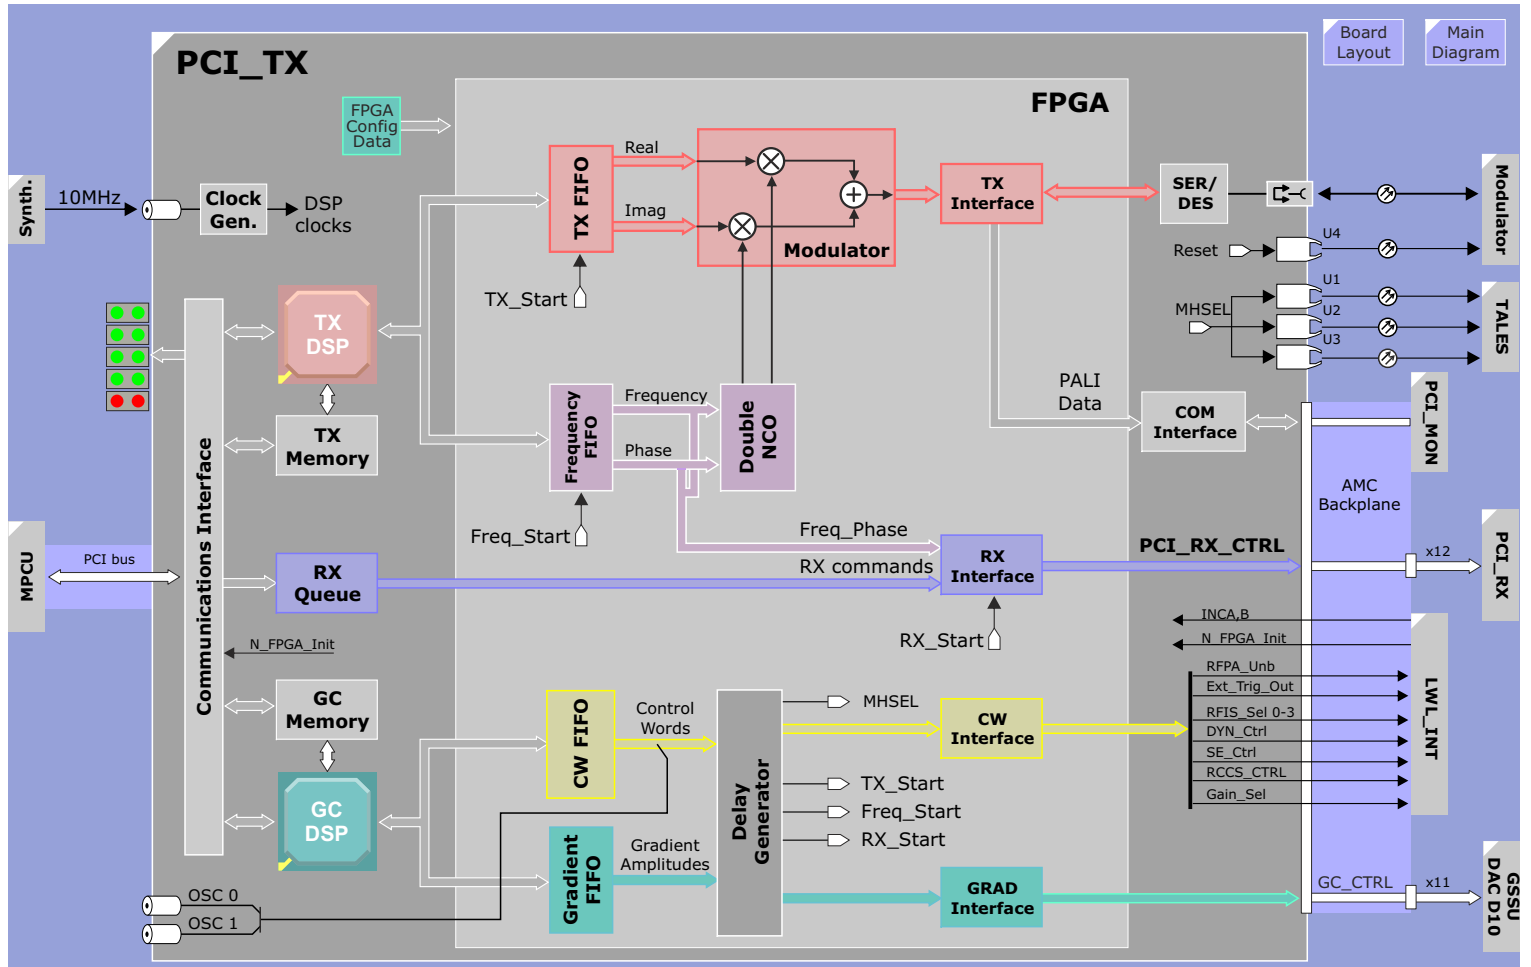 Board
Layout
Main
Diagram
PCI_TX
FPGA
FPGA
Config
Data
Synth.
10MHz
Clock
Gen.
DSP
clocks
TX FIFO
Real
Imag
Modulator
TX
Interface
SER/
DES
Modulator
U4
Reset
TX_Start
U1
U2
U3
MHSEL
TALES
TX
DSP
TX
Memory
Communications Interface
Frequency
FIFO
Frequency
Phase
Double
NCO
PALI
Data
COM
Interface
PCI_MON
AMC
Backplane
Freq_Start
Freq_Phase
MPCU
PCI bus
RX
Queue
RX commands
RX
Interface
PCI_RX_CTRL
x12
PCI_RX
RX_Start
N_FPGA_Init
INCA,B
N_FPGA_Init
RFPA_Unb
Ext_Trig_Out
RFIS_Sel 0-3
DYN_Ctrl
SE_Ctrl
RCCS_CTRL
Gain_Sel
LWL_INT
GC
Memory
GC
DSP
CW FIFO
Control
Words
Delay
Generator
MHSEL
CW
Interface
TX_Start
Freq_Start
RX_Start
Gradient
FIFO
Gradient
Amplitudes
GRAD
Interface
GC_CTRL
x11
GSSU
DAC D10
OSC 0
OSC 1